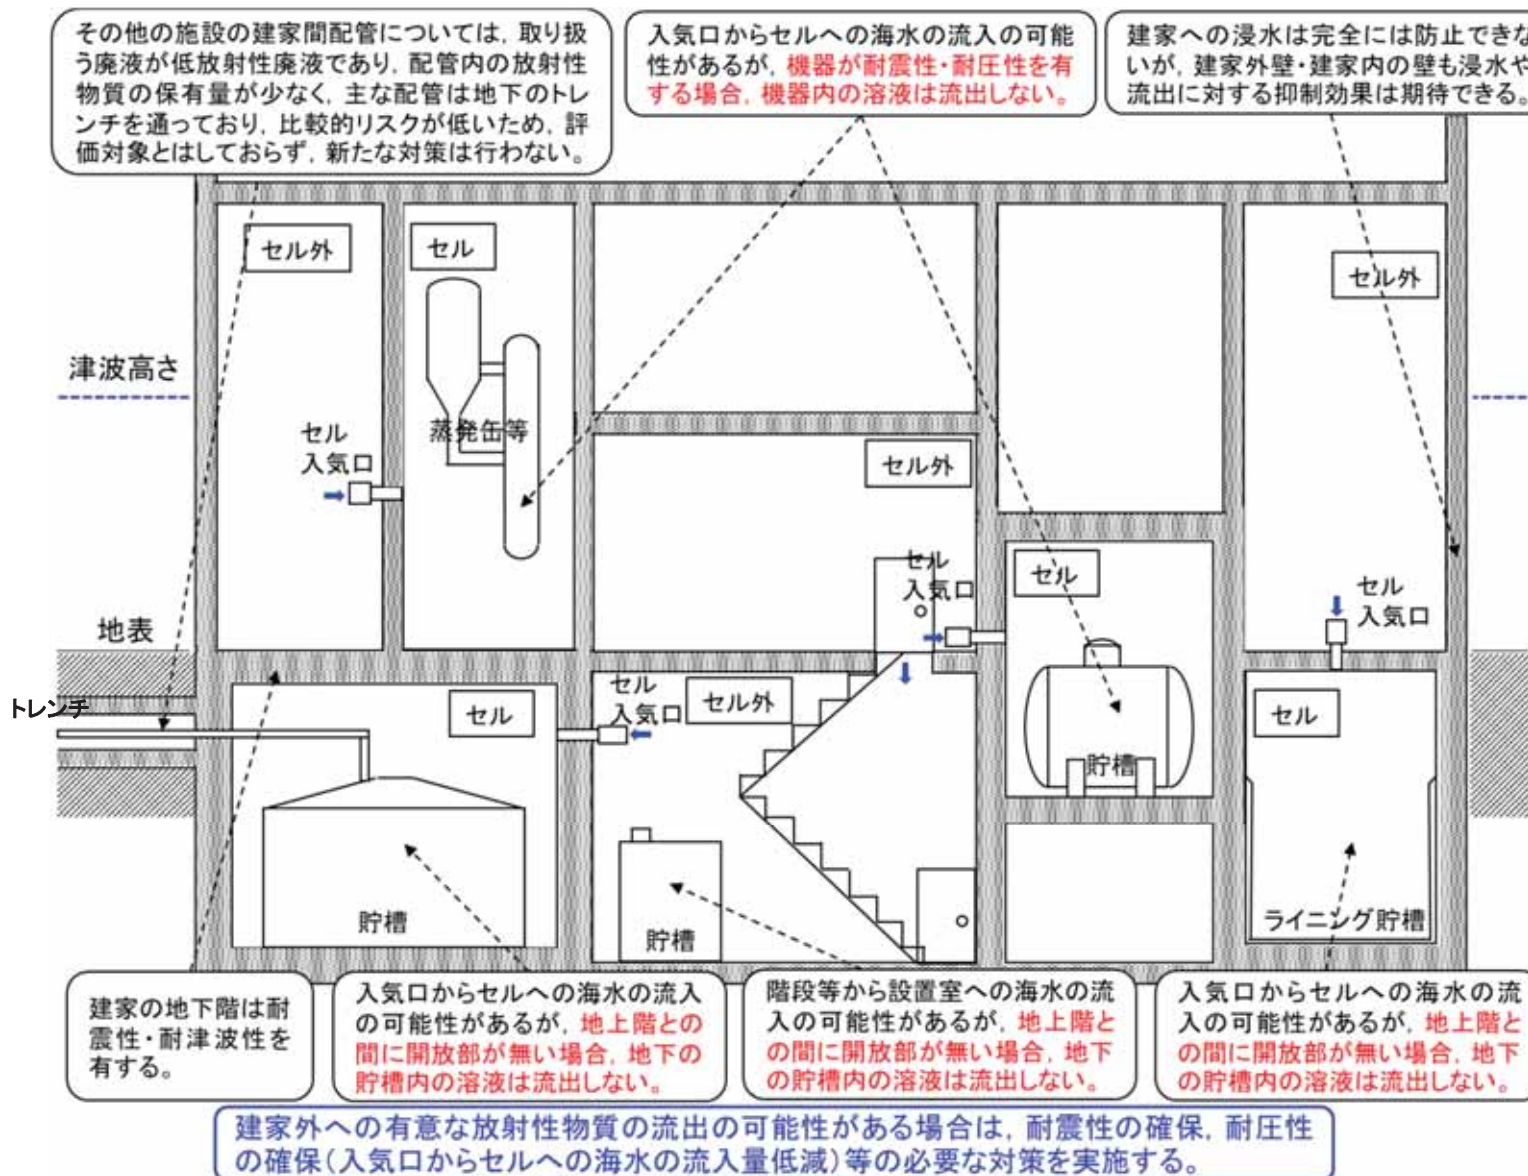 その他の施設の建家間配管については，取り扱
う廃液が低放射性廃液であり，配管内の放射性
物質の保有量が少なく，主な配管は地下のトレ
ンチを通っており，比較的リスクが低いため，評
価対象とはしておらず，新たな対策は行わない。
入気口からセルへの海水の流入の可能
性があるが，機器が耐震性・耐圧性を有
する場合，機器内の溶液は流出しない。
建家への浸水は完全には防止できな
いが，建家外壁・建家内の壁も浸水や
流出に対する抑制効果は期待できる。
セル外
セル
セル外
津波高さ
蒸発缶等
セル
入気口
セル外
セル
入気口
セル
セル
入気口
地表
トレンチ
セル
セル
入気口
セル外
セル
貯槽
貯槽
貯槽
ライニング貯槽
建家の地下階は耐
震性・耐津波性を
有する。
入気口からセルへの海水の流入
の可能性があるが，地上階との
間に開放部が無い場合，地下の
貯槽内の溶液は流出しない。
階段等から設置室への海水の流
入の可能性があるが，地上階と
の間に開放部が無い場合，地下
の貯槽内の溶液は流出しない。
入気口からセルへの海水の流
入の可能性があるが，地上階と
の間に開放部が無い場合，地下
の貯槽内の溶液は流出しない。
建家外への有意な放射性物質の流出の可能性がある場合は，耐震性の確保，耐圧性
の確保（入気口からセルへの海水の流入量低減）等の必要な対策を実施する。